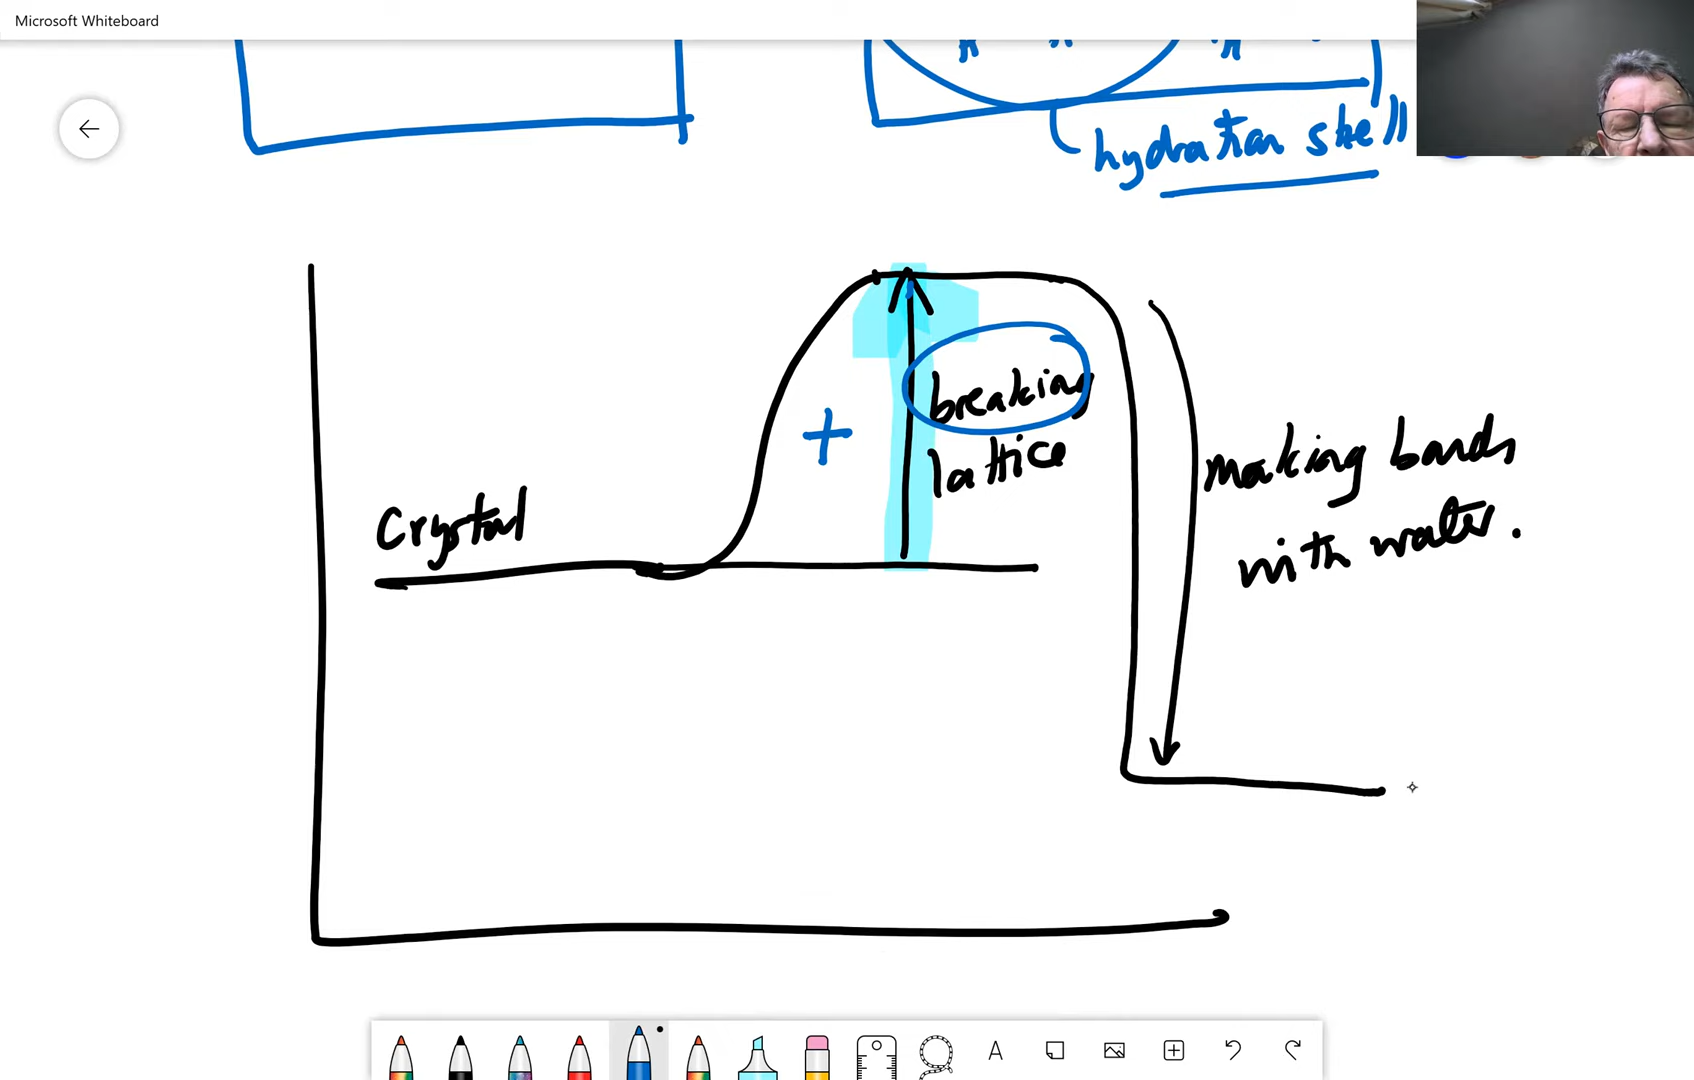 Microsoft Whiteboard
hydration shell
breaking
lattice
+
Crystal
making bonds
with water.
A